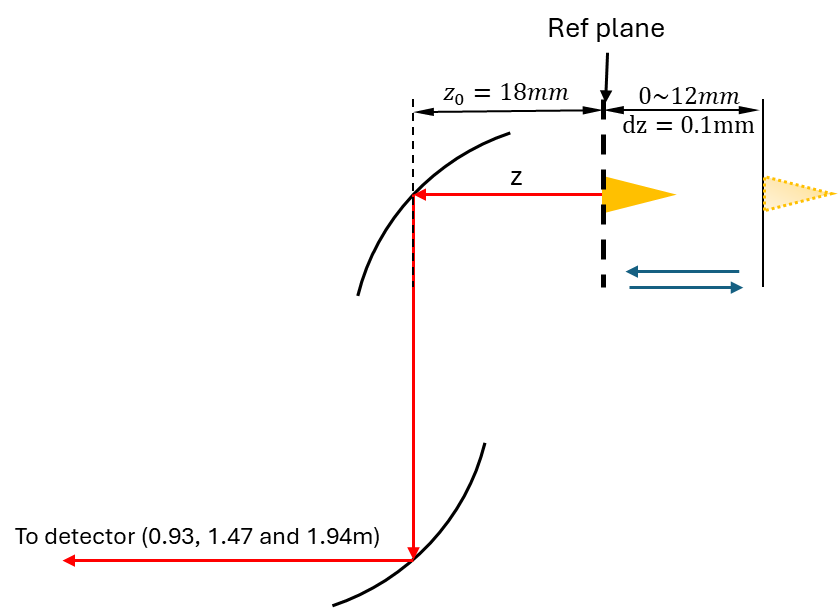 Ref plane
z₀ = 18mm
0~12mm
dz = 0.1mm
z
To detector (0.93, 1.47 and 1.94m)